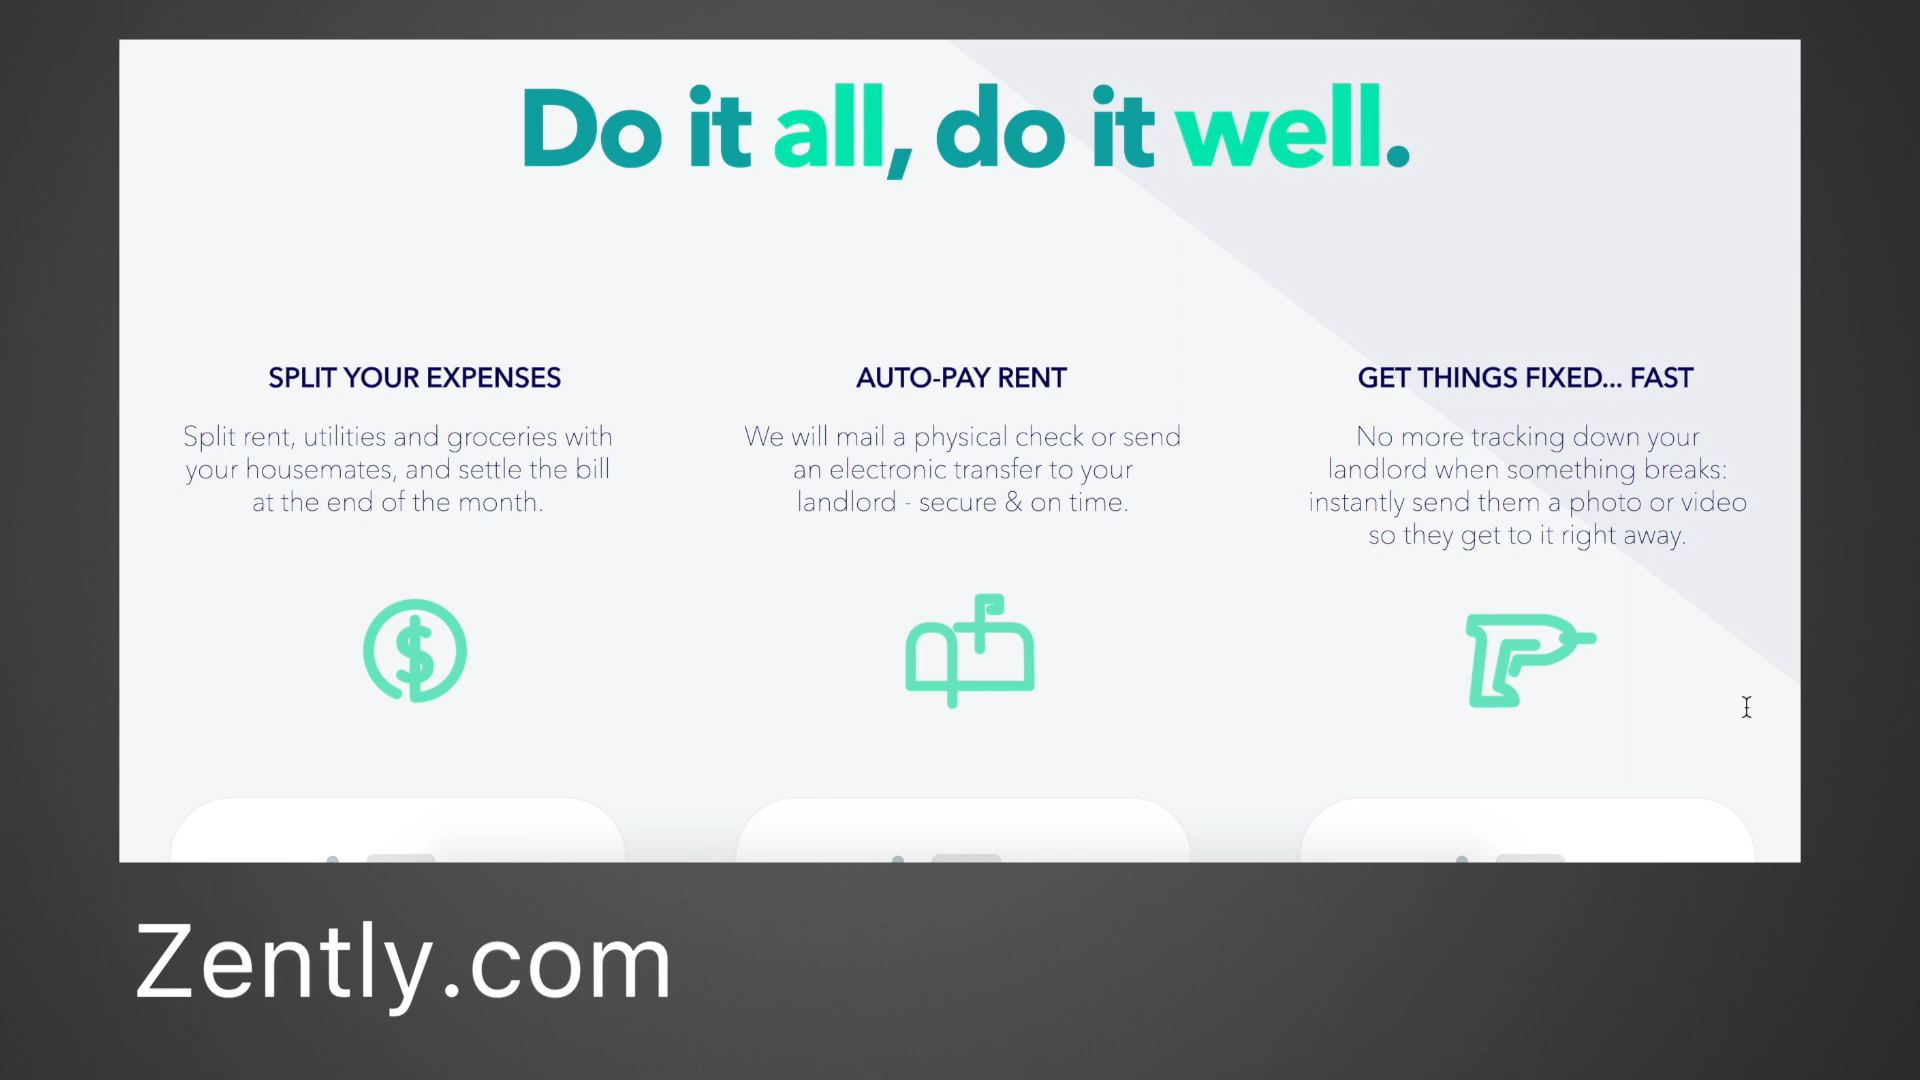 Do it all, do it well.
SPLIT YOUR EXPENSES
Split rent, utilities and groceries with
your housemates, and settle the bill
at the end of the month.
AUTO-PAY RENT
We will mail a physical check or send
an electronic transfer to your
landlord - secure & on time.
GET THINGS FIXED... FAST
No more tracking down your
landlord when something breaks:
instantly send them a photo or video
so they get to it right away.
$
Zently.com